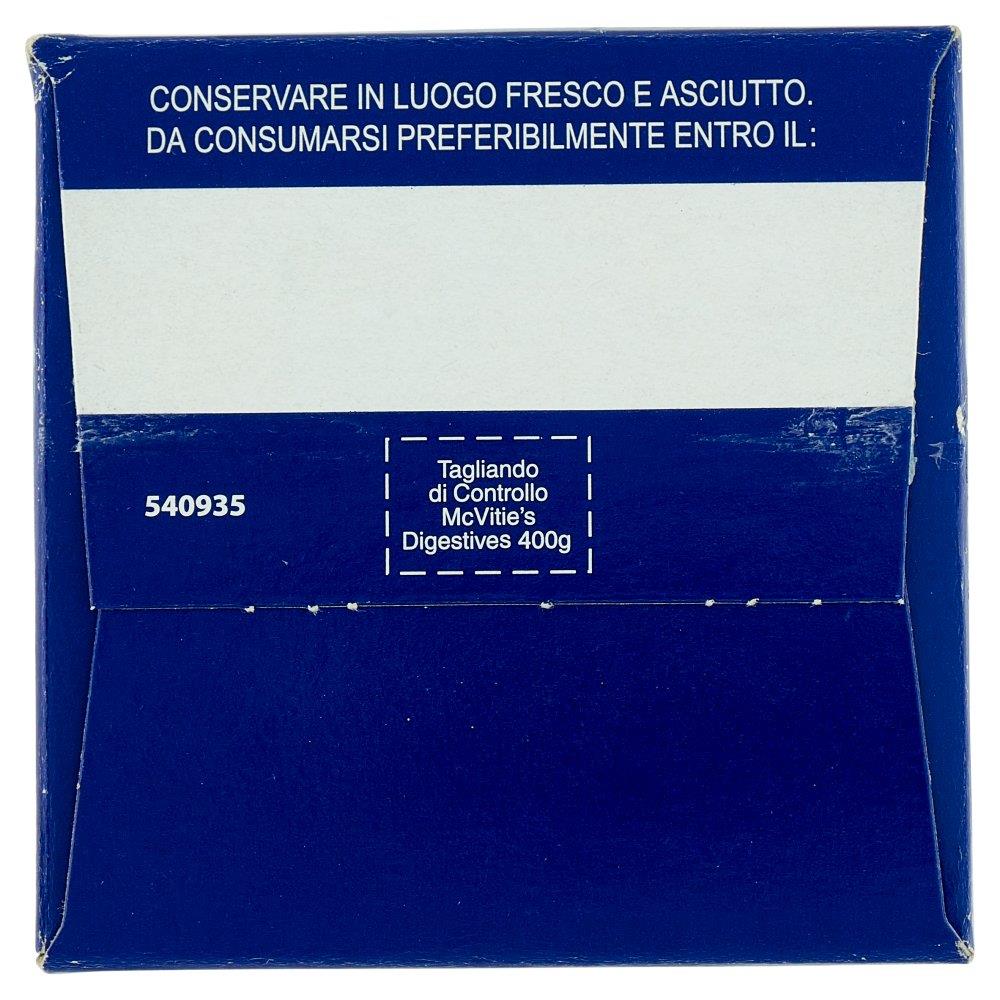 CONSERVARE IN LUOGO FRESCO E ASCIUTTO.
DA CONSUMARSI PREFERIBILMENTE ENTRO IL:
540935
Tagliando
di Controllo
McVitie's
Digestives 400g